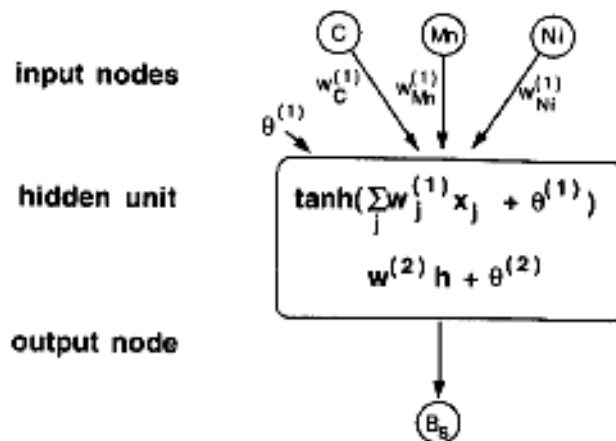 C Mn Ni
input nodes
w_C^(1) w_Mn^(1) w_Ni^(1)
θ^(1)
hidden unit
tanh(∑_j w_j^(1) x_j + θ^(1))
w^(2) h + θ^(2)
output node
B_S